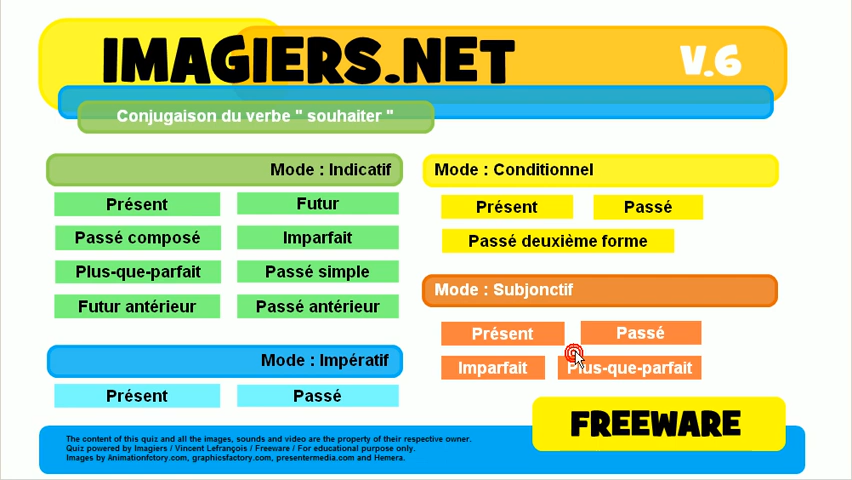 IMAGIERS.NET
V.6
Conjugaison du verbe " souhaiter "
Mode : Indicatif
Présent
Futur
Passé composé
Imparfait
Plus-que-parfait
Passé simple
Futur antérieur
Passé antérieur
Mode : Impératif
Présent
Passé
Mode : Conditionnel
Présent
Passé
Passé deuxième forme
Mode : Subjonctif
Présent
Passé
Imparfait
Plus-que-parfait
FREEWARE
The content of this quiz and all the images, sounds and video are the property of their respective owner.
Quiz powered by Imagiers / Vincent Lefrançois / Freeware / For educational purpose only.
Images by Animationfctory.com, graphicsfactory.com, presentermedia.com and Hemera.